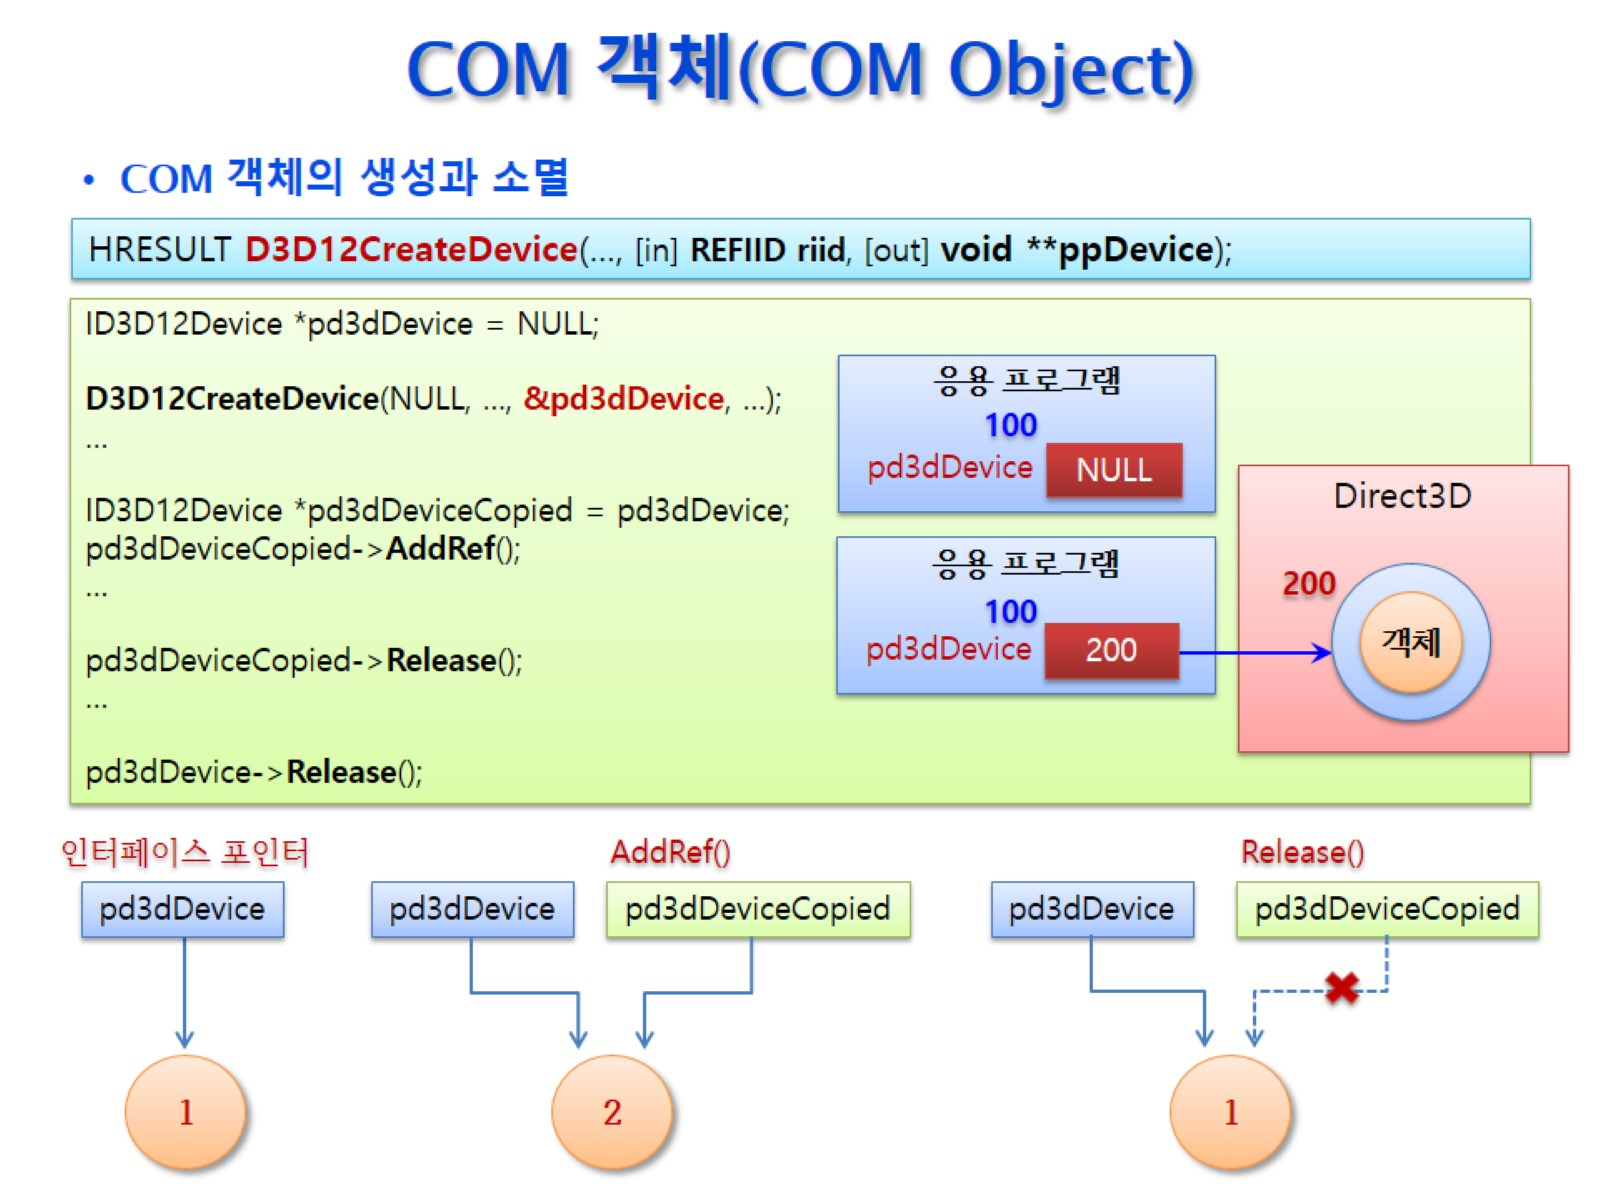 COM 객체(COM Object)
• COM 객체의 생성과 소멸
HRESULT D3D12CreateDevice(..., [in] REFIID riid, [out] void **ppDevice);
ID3D12Device *pd3dDevice = NULL;
D3D12CreateDevice(NULL, ..., &pd3dDevice, ...);
...
ID3D12Device *pd3dDeviceCopied = pd3dDevice;
pd3dDeviceCopied->AddRef();
...
pd3dDeviceCopied->Release();
...
pd3dDevice->Release();
응용 프로그램
100
pd3dDevice NULL
응용 프로그램
100
pd3dDevice 200
Direct3D
200
객체
인터페이스 포인터
pd3dDevice
1
AddRef()
pd3dDevice pd3dDeviceCopied
2
Release()
pd3dDevice pd3dDeviceCopied
1